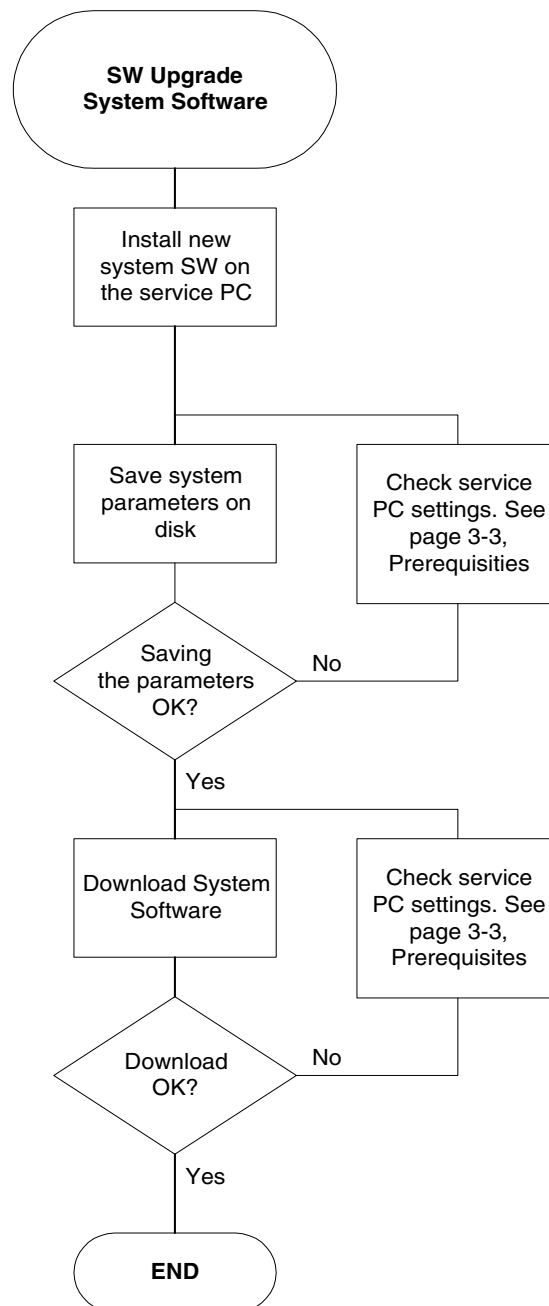 SW Upgrade
System Software
Install new
system SW on
the service PC
Save system
parameters on
disk
Check service
PC settings. See
page 3-3,
Prerequisities
Saving
the parameters
OK?
No
Yes
Download System
Software
Check service
PC settings. See
page 3-3,
Prerequisites
Download
OK?
No
Yes
END